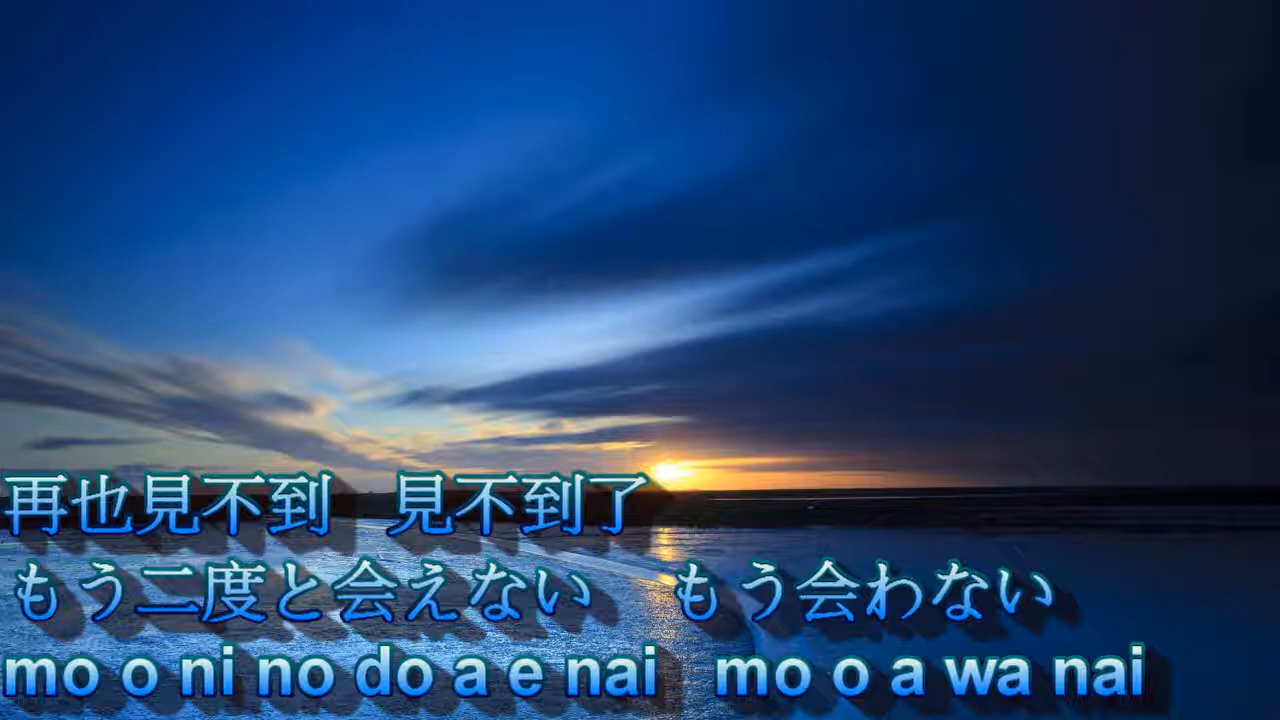 再也見不到 見不到了
もう二度と会えない もう会わない
mo o ni no do a e nai mo o a wa nai